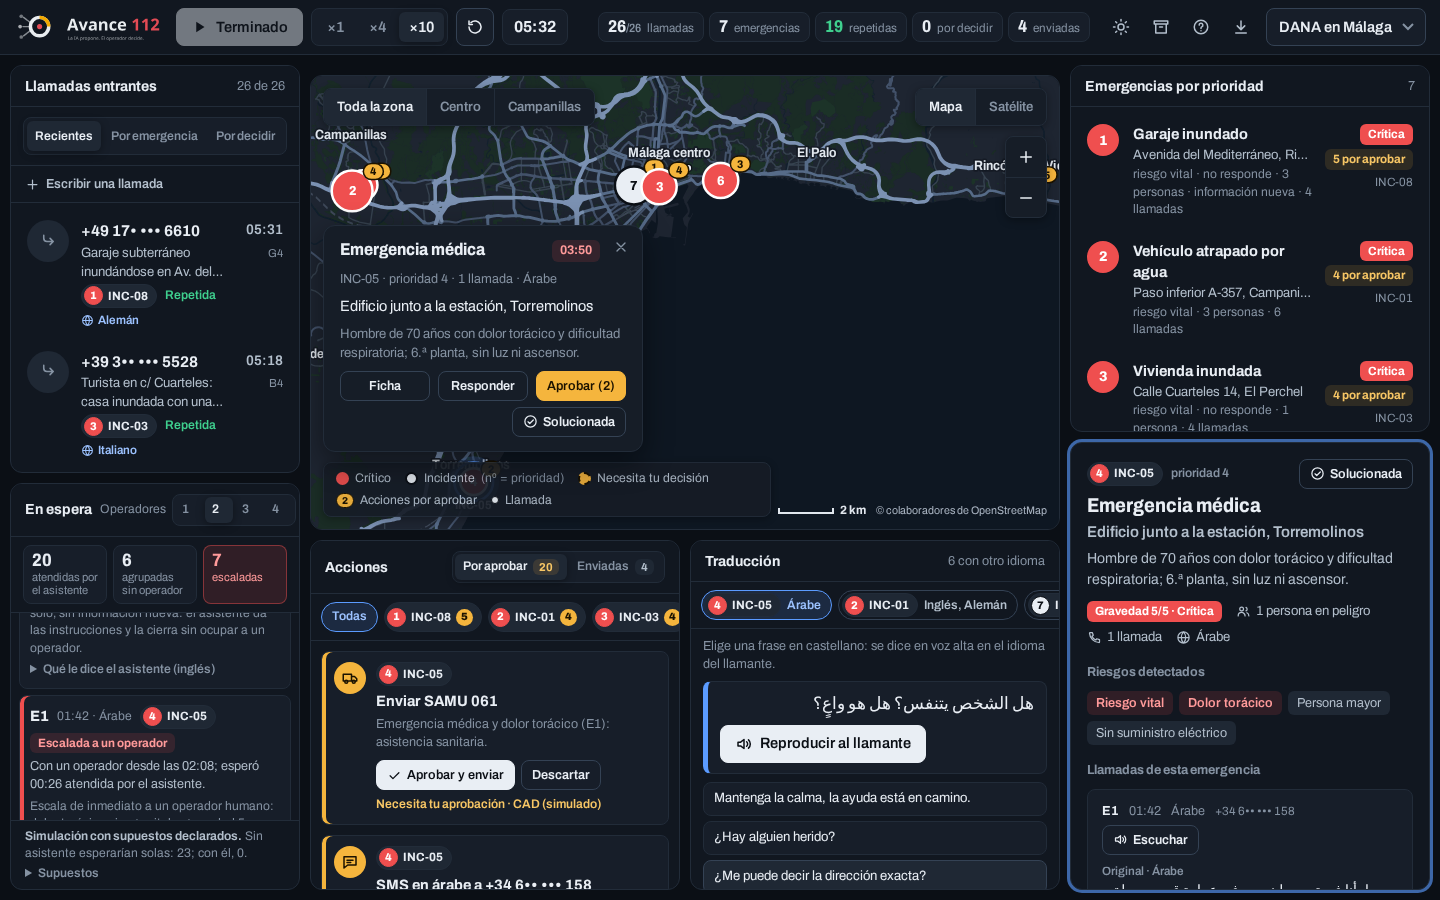 Avance 112
La IA propone. El operador decide.
Terminado
×1 ×4 ×10
05:32
26/26 llamadas
7 emergencias
19 repetidas
0 por decidir
4 enviadas
DANA en Málaga
Llamadas entrantes
26 de 26
Recientes
Por emergencia
Por decidir
Escribir una llamada
+49 17• ••• 6610
05:31
Garaje subterráneo
G4
inundándose en Av. del...
1 INC-08 Repetida
Alemán
+39 3•• ••• 5528
05:18
Turista en c/ Cuarteles:
B4
casa inundada con una...
3 INC-03 Repetida
Italiano
En espera
Operadores
1 2 3 4
20
atendidas por
el asistente
6
agrupadas
sin operador
7
escaladas
las instrucciones y la cierra sin ocupar a un
operador.
Qué le dice el asistente (inglés)
E1 01:42 · Árabe 4 INC-05
Escalada a un operador
Con un operador desde las 02:08; esperó
00:26 atendida por el asistente.
Escala de inmediato a un operador humano:
Simulación con supuestos declarados. Sin
asistente esperarían solas: 23; con él, 0.
Supuestos
Toda la zona
Centro
Campanillas
Mapa
Satélite
Campanillas
Málaga centro
El Palo
Rincó
4
2
1
4
7
3
3
6
+
−
Emergencia médica
03:50
INC-05 · prioridad 4 · 1 llamada · Árabe
Edificio junto a la estación, Torremolinos
Hombre de 70 años con dolor torácico y dificultad
respiratoria; 6.ª planta, sin luz ni ascensor.
Ficha
Responder
Aprobar (2)
Solucionada
Crítico
Incidente (nº = prioridad)
Necesita tu decisión
2 Acciones por aprobar
Llamada
2 km
© colaboradores de OpenStreetMap
Acciones
Por aprobar 20
Enviadas 4
Todas
1 INC-08 5
2 INC-01 4
3 INC-03 4
4 INC-05
Enviar SAMU 061
Emergencia médica y dolor torácico (E1):
asistencia sanitaria.
Aprobar y enviar
Descartar
Necesita tu aprobación · CAD (simulado)
4 INC-05
SMS en árabe a +34 6•• ••• 158
Traducción
6 con otro idioma
4 INC-05 Árabe
2 INC-01 Inglés, Alemán
7
Elige una frase en castellano: se dice en voz alta en el idioma
del llamante.
هل الشخص يتنفس؟ هل هو واعٍ؟
Reproducir al llamante
Mantenga la calma, la ayuda está en camino.
¿Hay alguien herido?
¿Me puede decir la dirección exacta?
Emergencias por prioridad
7
1
Garaje inundado
Crítica
Avenida del Mediterráneo, Ri...
5 por aprobar
riesgo vital · no responde · 3
INC-08
personas · información nueva · 4
llamadas
2
Vehículo atrapado por
agua
Crítica
4 por aprobar
Paso inferior A-357, Campani...
INC-01
riesgo vital · 3 personas · 6
llamadas
3
Vivienda inundada
Crítica
Calle Cuarteles 14, El Perchel
4 por aprobar
riesgo vital · no responde · 1
INC-03
persona · 4 llamadas
4 INC-05 prioridad 4
Solucionada
Emergencia médica
Edificio junto a la estación, Torremolinos
Hombre de 70 años con dolor torácico y dificultad
respiratoria; 6.ª planta, sin luz ni ascensor.
Gravedad 5/5 · Crítica
1 persona en peligro
1 llamada
Árabe
Riesgos detectados
Riesgo vital
Dolor torácico
Persona mayor
Sin suministro eléctrico
Llamadas de esta emergencia
E1 01:42 Árabe +34 6•• ••• 158
Escuchar
Original · Árabe